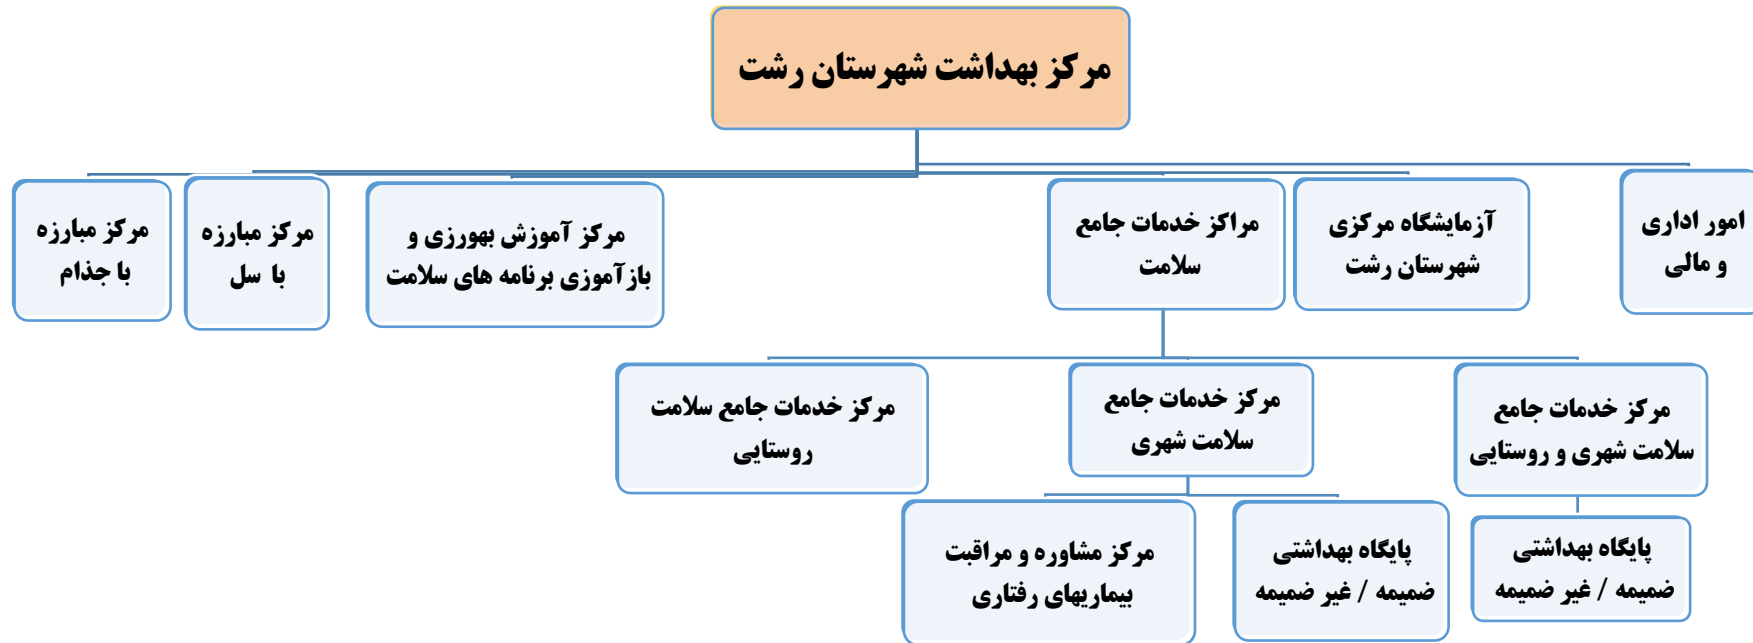 مرکز بهداشت شهرستان رشت
امور اداری
و مالی
آزمایشگاه مرکزی
شهرستان رشت
مراکز خدمات جامع
سلامت
مرکز آموزش بهورزی و
بازآموزی برنامه های سلامت
مرکز مبارزه
با سل
مرکز مبارزه
با جذام
مرکز خدمات جامع
سلامت شهری و روستایی
مرکز خدمات جامع
سلامت شهری
مرکز خدمات جامع سلامت
روستایی
پایگاه بهداشتی
ضمیمه / غیر ضمیمه
پایگاه بهداشتی
ضمیمه / غیر ضمیمه
مرکز مشاوره و مراقبت
بیماریهای رفتاری